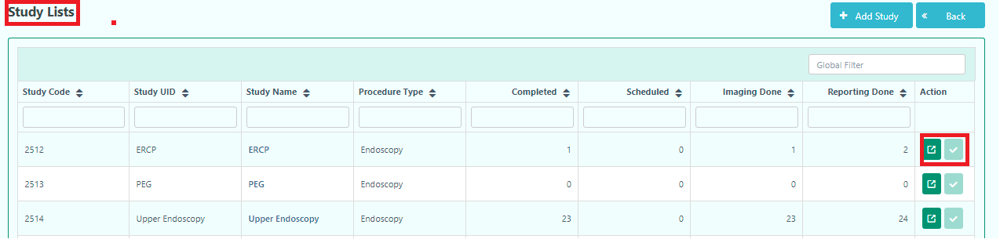 Study Lists
Add Study
Back
Global Filter
Study Code Study UID Study Name Procedure Type Completed Scheduled Imaging Done Reporting Done Action
2512 ERCP ERCP Endoscopy 1 0 1 2
2513 PEG PEG Endoscopy 0 0 0 0
2514 Upper Endoscopy Upper Endoscopy Endoscopy 23 0 23 24